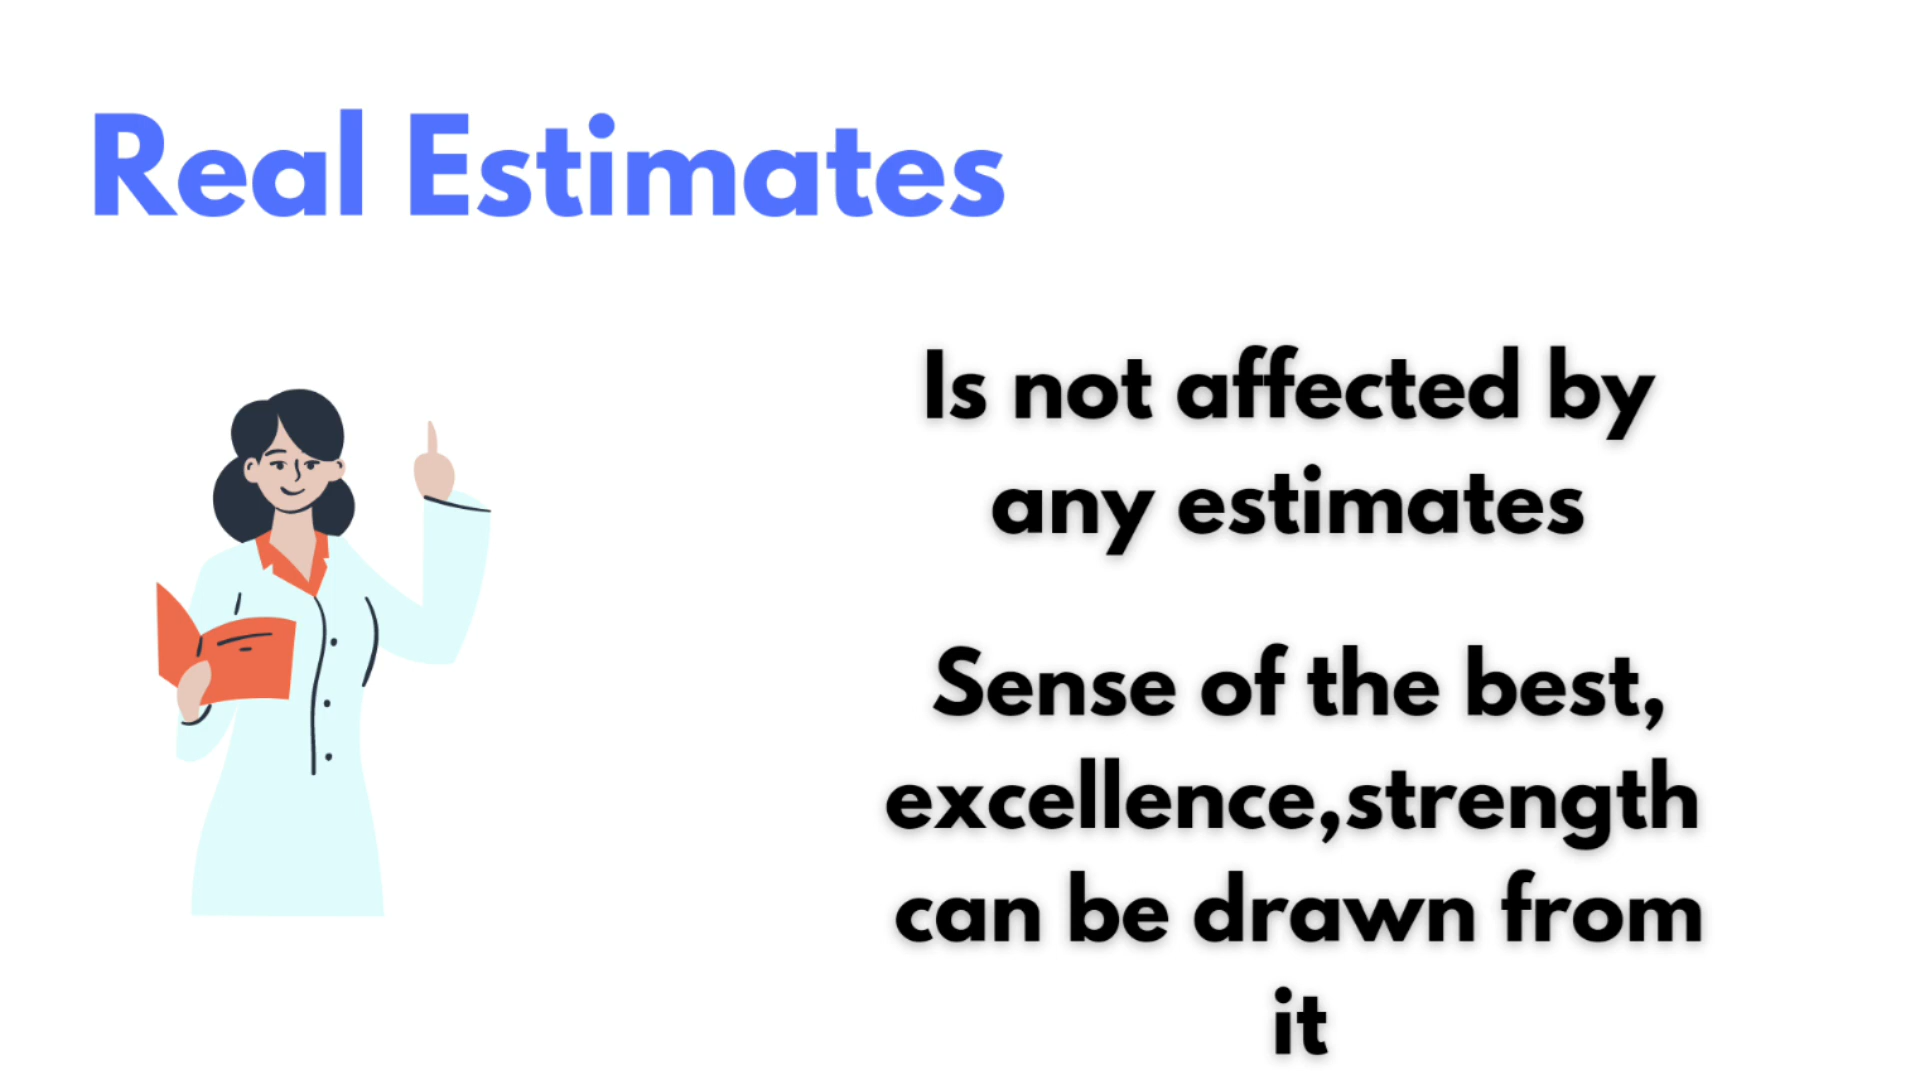 Real Estimates
Is not affected by
any estimates
Sense of the best,
excellence,strength
can be drawn from
it